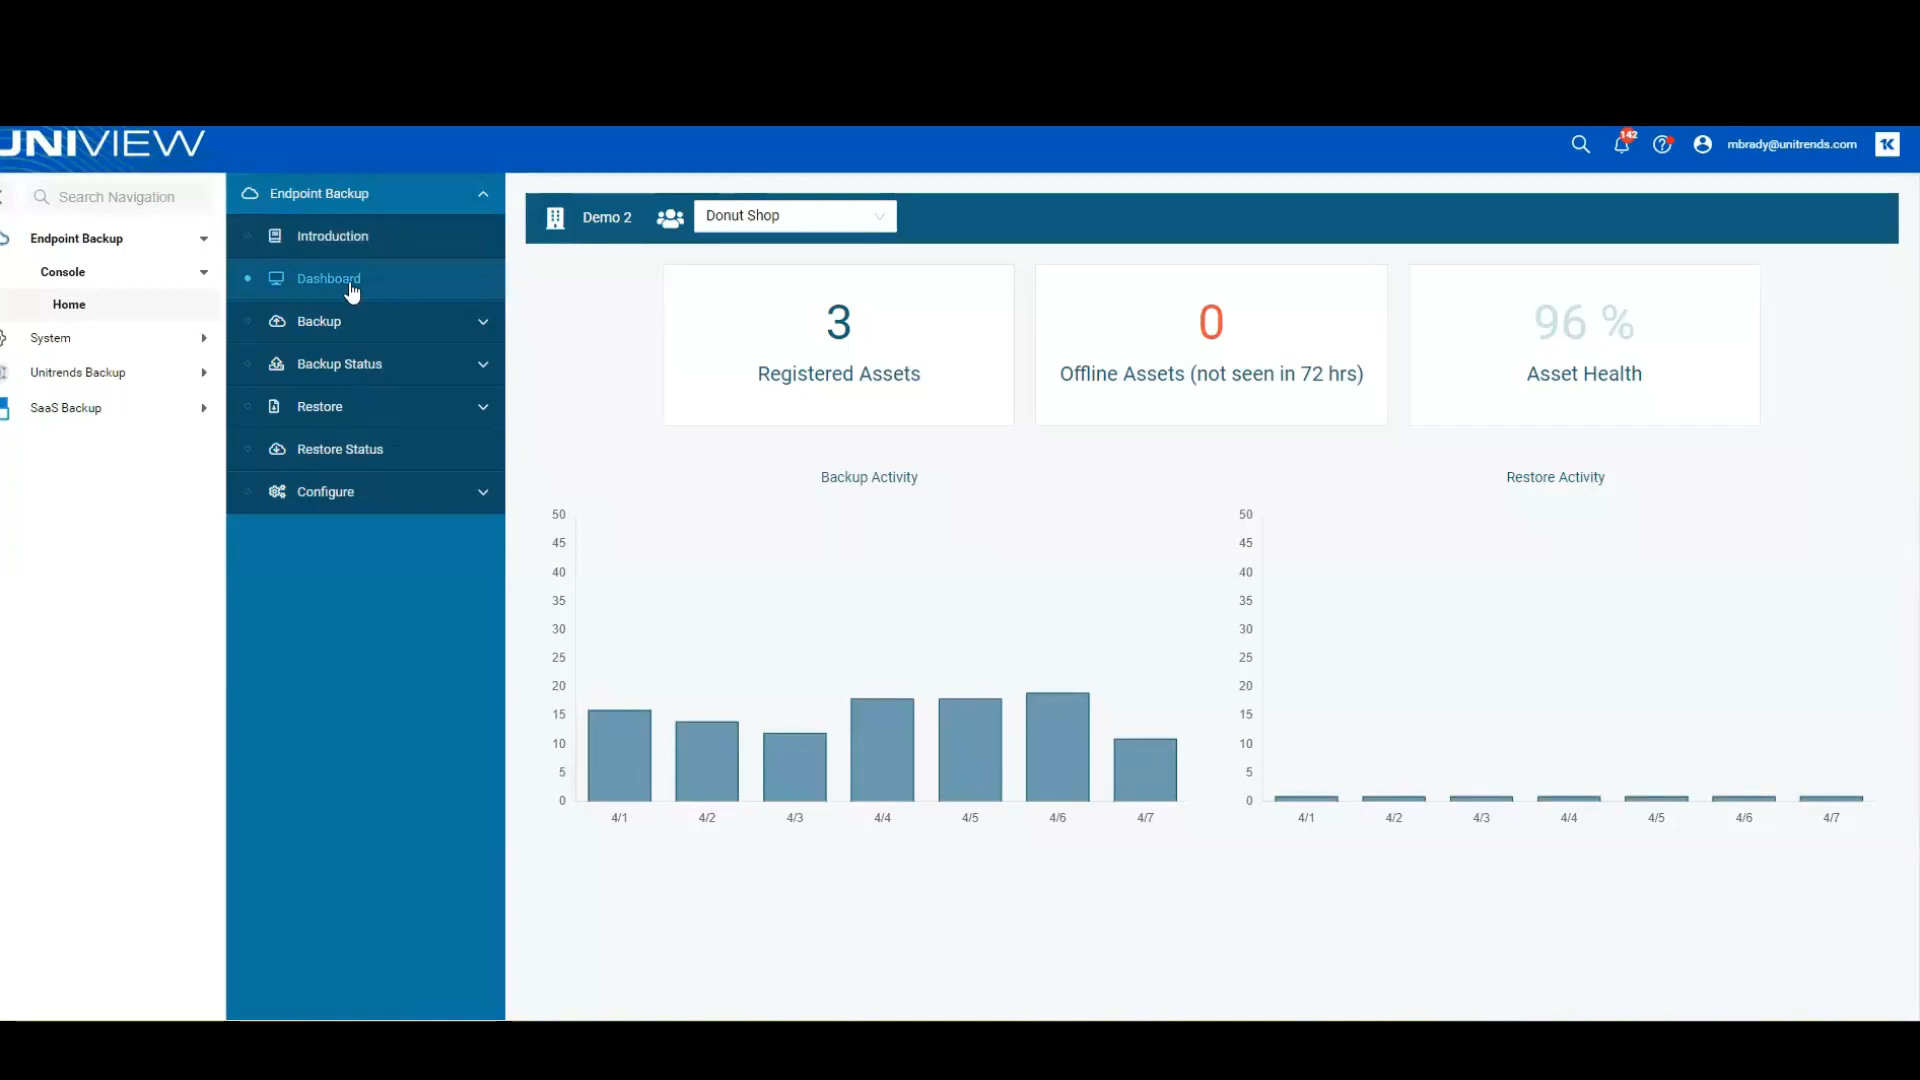 UNIVIEW
142
mbrady@unitrends.com
Search Navigation
Endpoint Backup
Console
Home
System
Unitrends Backup
SaaS Backup
Endpoint Backup
Introduction
Dashboard
Backup
Backup Status
Restore
Restore Status
Configure
Demo 2
Donut Shop
3
Registered Assets
0
Offline Assets (not seen in 72 hrs)
96 %
Asset Health
Backup Activity
50
45
40
35
30
25
20
15
10
5
0
4/1 4/2 4/3 4/4 4/5 4/6 4/7
Restore Activity
50
45
40
35
30
25
20
15
10
5
0
4/1 4/2 4/3 4/4 4/5 4/6 4/7